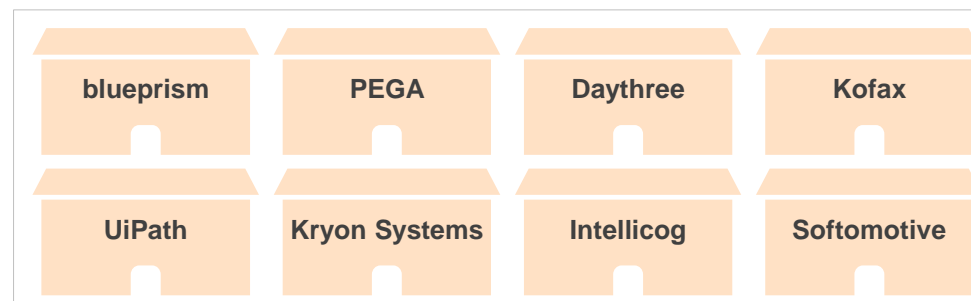 blueprism PEGA Daythree Kofax
UiPath Kryon Systems Intellicog Softomotive